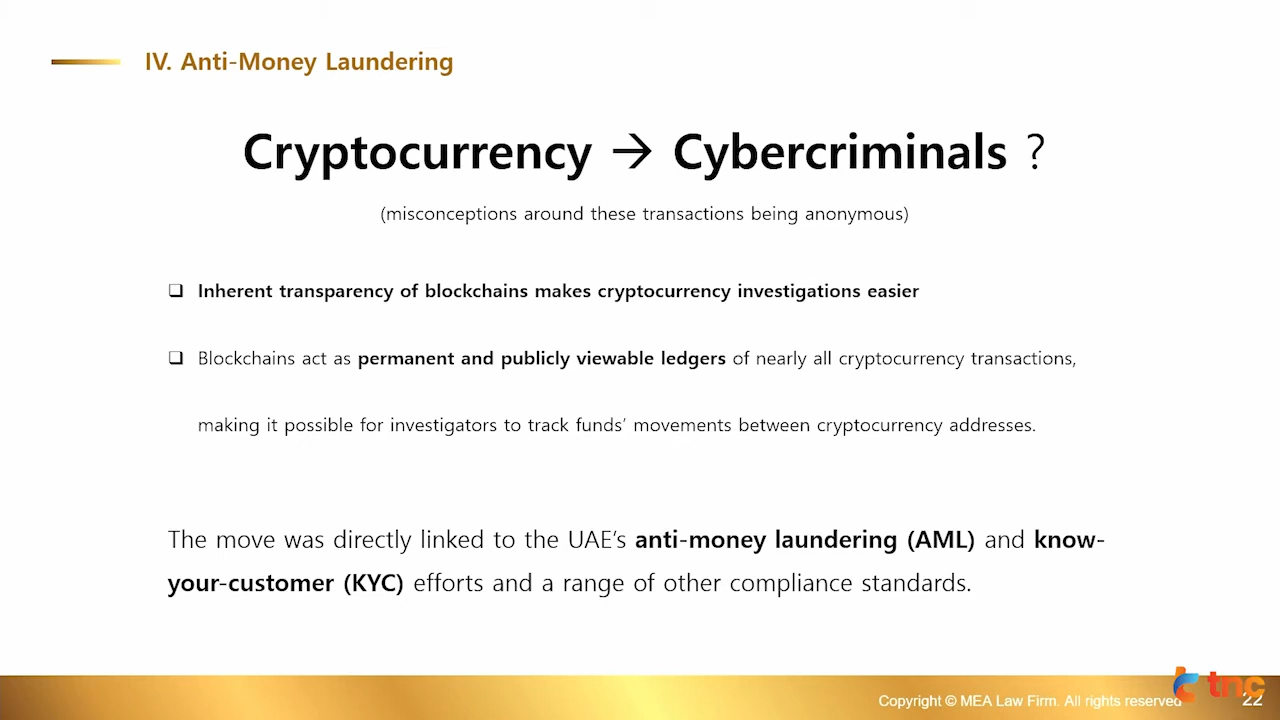 IV. Anti-Money Laundering
Cryptocurrency → Cybercriminals ?
(misconceptions around these transactions being anonymous)
❑ Inherent transparency of blockchains makes cryptocurrency investigations easier
❑ Blockchains act as permanent and publicly viewable ledgers of nearly all cryptocurrency transactions,
making it possible for investigators to track funds’ movements between cryptocurrency addresses.
The move was directly linked to the UAE’s anti-money laundering (AML) and know-
your-customer (KYC) efforts and a range of other compliance standards.
Copyright © MEA Law Firm. All rights reserved
tnc
22